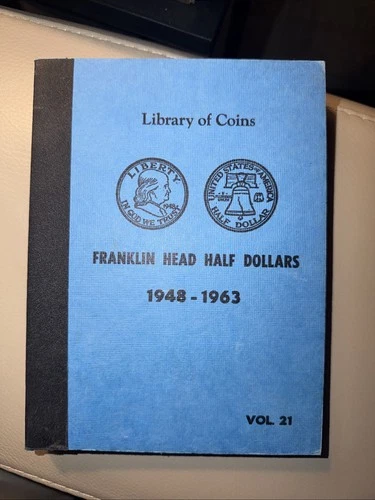 Library of Coins
LIBERTY
1948
IN GOD WE TRUST
UNITED STATES OF AMERICA
HALF DOLLAR
FRANKLIN HEAD HALF DOLLARS
1948 - 1963
VOL. 21